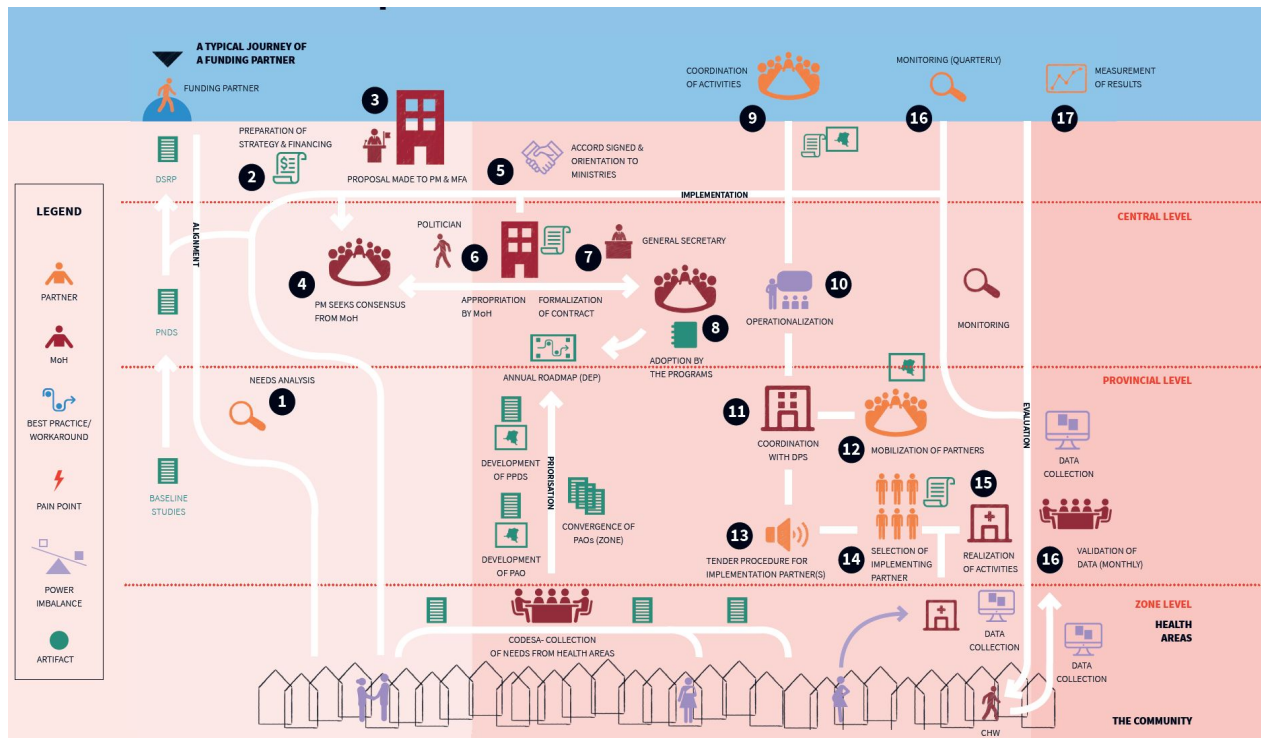 A TYPICAL JOURNEY OF
A FUNDING PARTNER
FUNDING PARTNER
COORDINATION
OF ACTIVITIES
9
MONITORING (QUARTERLY)
16
MEASUREMENT
OF RESULTS
17
DSRP
PREPARATION OF
STRATEGY & FINANCING
2
3
PROPOSAL MADE TO PM & MFA
5
ACCORD SIGNED &
ORIENTATION TO
MINISTRIES
IMPLEMENTATION
CENTRAL LEVEL
LEGEND
PARTNER
MoH
BEST PRACTICE/
WORKAROUND
PAIN POINT
POWER
IMBALANCE
ARTIFACT
ALIGNMENT
PNDS
BASELINE
STUDIES
NEEDS ANALYSIS
1
4
PM SEEKS CONSENSUS
FROM MoH
POLITICIAN
6
7
GENERAL SECRETARY
APPROPRIATION
BY MoH
FORMALIZATION
OF CONTRACT
8
ADOPTION BY
THE PROGRAMS
ANNUAL ROADMAP (DEP)
10
OPERATIONALIZATION
MONITORING
PROVINCIAL LEVEL
11
COORDINATION
WITH DPS
12
MOBILIZATION OF PARTNERS
EVALUATION
DATA
COLLECTION
DEVELOPMENT
OF PPDS
PRIORISATION
CONVERGENCE OF
PAOs (ZONE)
DEVELOPMENT
OF PAO
13
TENDER PROCEDURE FOR
IMPLEMENTATION PARTNER(S)
14
SELECTION OF
IMPLEMENTING
PARTNER
15
REALIZATION
OF ACTIVITIES
16
VALIDATION OF
DATA (MONTHLY)
ZONE LEVEL
HEALTH
AREAS
CODESA- COLLECTION
OF NEEDS FROM HEALTH AREAS
DATA
COLLECTION
DATA
COLLECTION
CHW
THE COMMUNITY